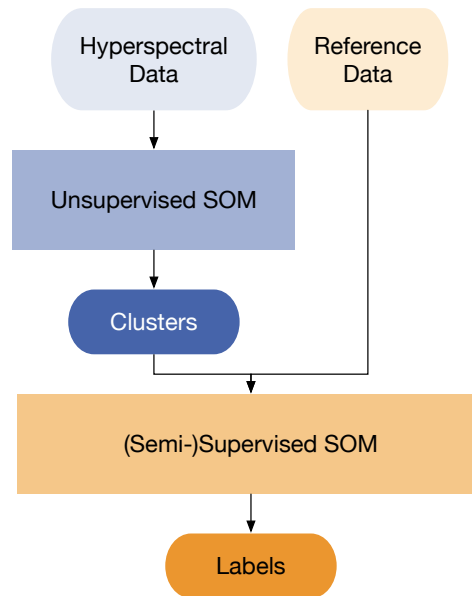 Hyperspectral
Data
Reference
Data
Unsupervised SOM
Clusters
(Semi-)Supervised SOM
Labels